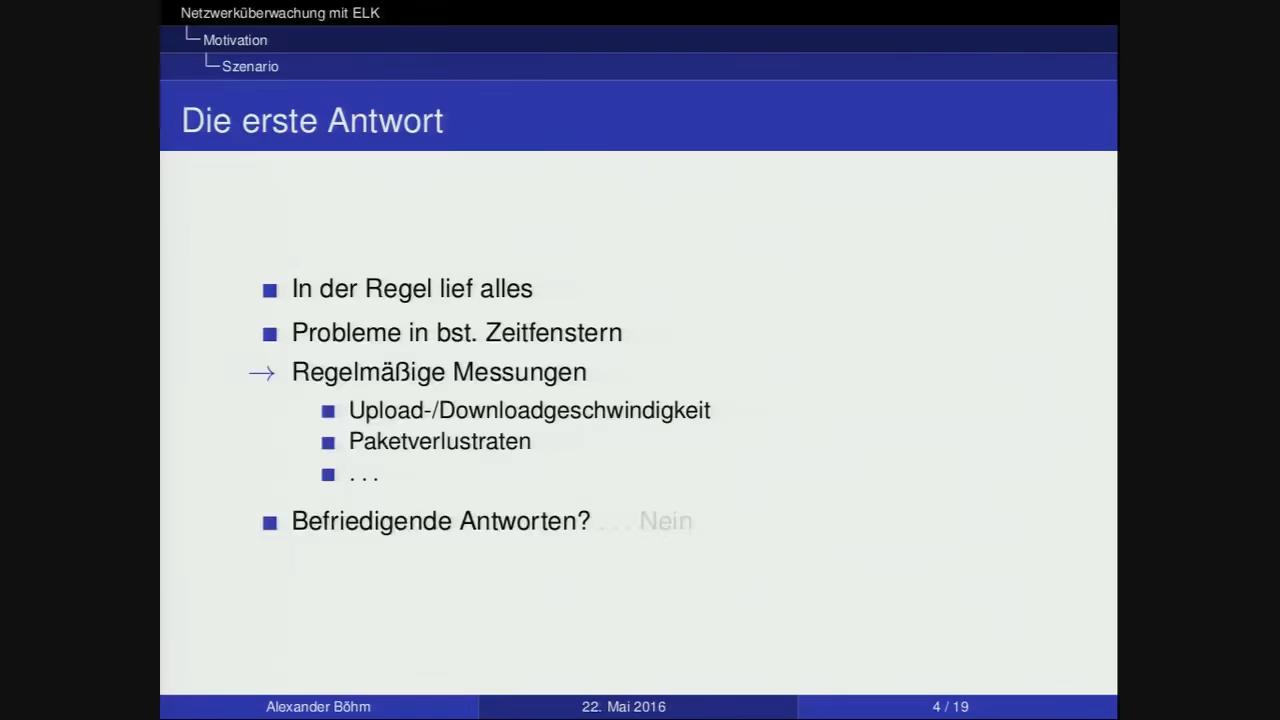 Netzwerküberwachung mit ELK
Motivation
Szenario
Die erste Antwort
In der Regel lief alles
Probleme in bst. Zeitfenstern
→ Regelmäßige Messungen
Upload-/Downloadgeschwindigkeit
Paketverlustraten
. . .
Befriedigende Antworten? . . . Nein
Alexander Böhm
22. Mai 2016
4 / 19